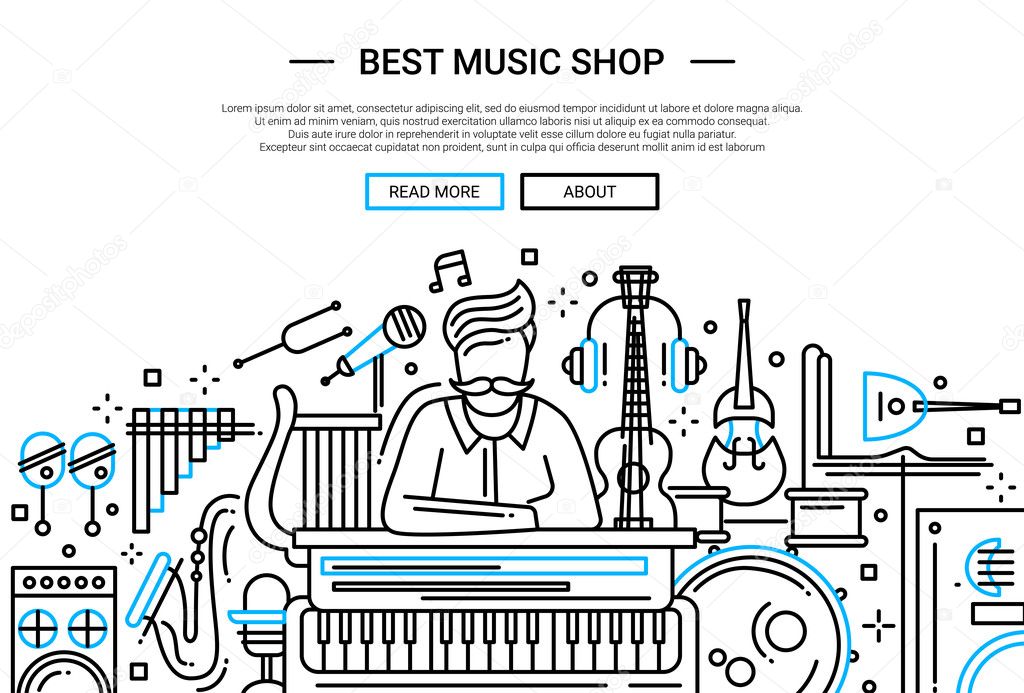 BEST MUSIC SHOP
Lorem ipsum dolor sit amet, consectetur adipiscing elit, sed do eiusmod tempor incididunt ut labore et dolore magna aliqua.
Ut enim ad minim veniam, quis nostrud exercitation ullamco laboris nisi ut aliquip ex ea commodo consequat.
Duis aute irure dolor in reprehenderit in voluptate velit esse cillum dolore eu fugiat nulla pariatur.
Excepteur sint occaecat cupidatat non proident, sunt in culpa qui officia deserunt mollit anim id est laborum
READ MORE
ABOUT
depositphotos